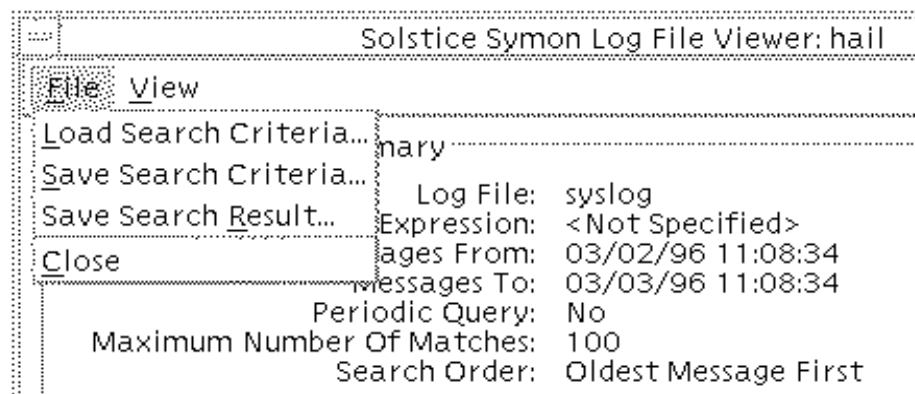 Solstice Symon Log File Viewer: hail
File View
Load Search Criteria...
Save Search Criteria...
Save Search Result...
Close
mary
Log File: syslog
Expression: <Not Specified>
ages From: 03/02/96 11:08:34
Messages To: 03/03/96 11:08:34
Periodic Query: No
Maximum Number Of Matches: 100
Search Order: Oldest Message First